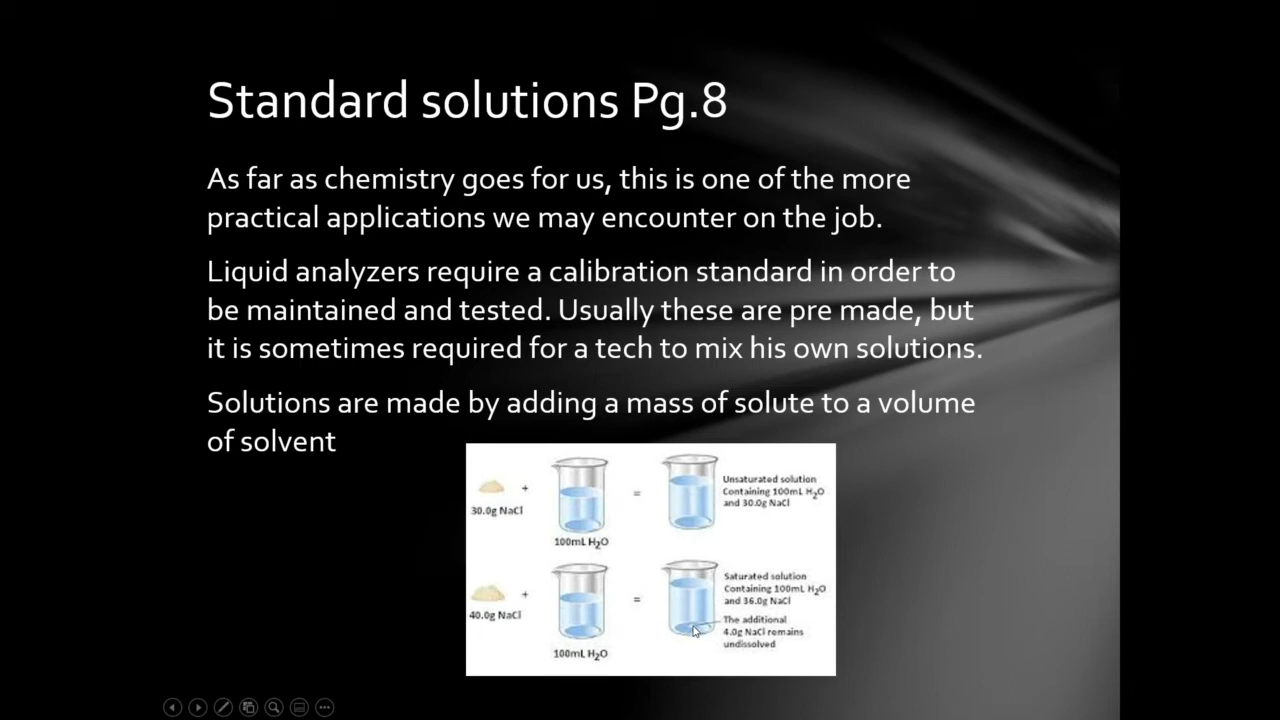 Standard solutions Pg.8
As far as chemistry goes for us, this is one of the more
practical applications we may encounter on the job.
Liquid analyzers require a calibration standard in order to
be maintained and tested. Usually these are pre made, but
it is sometimes required for a tech to mix his own solutions.
Solutions are made by adding a mass of solute to a volume
of solvent
30.0g NaCl
+
100mL H₂O
=
Unsaturated solution
Containing 100mL H₂O
and 30.0g NaCl
40.0g NaCl
+
100mL H₂O
=
Saturated solution
Containing 100mL H₂O
and 36.0g NaCl
The additional
4.0g NaCl remains
undissolved